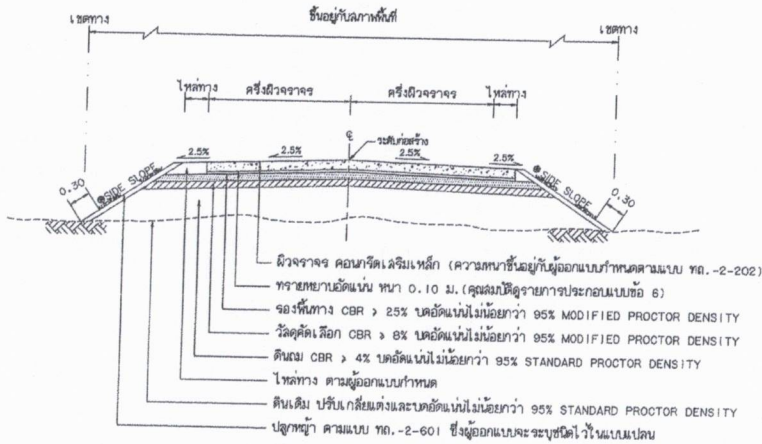 ขึ้นอยู่กับสภาพพื้นที่
เขตทาง
เขตทาง
ไหล่ทาง
ครึ่งผิวจราจร
ครึ่งผิวจราจร
ไหล่ทาง
ระดับก่อสร้าง
2.5%
2.5%
2.5%
2.5%
0.30
SIDE SLOPE
SIDE SLOPE
0.30
ผิวจราจร คอนกรีตเสริมเหล็ก (ความหนาขึ้นอยู่กับผู้ออกแบบกำหนดตามแบบ ทถ.-2-202)
ทรายหยาบอัดแน่น หนา 0.10 ม.(คุณสมบัติดูรายการประกอบแบบข้อ 6)
รองพื้นทาง CBR > 25% บดอัดแน่นไม่น้อยกว่า 95% MODIFIED PROCTOR DENSITY
วัสดุคัดเลือก CBR > 8% บดอัดแน่นไม่น้อยกว่า 95% MODIFIED PROCTOR DENSITY
ดินถม CBR > 4% บดอัดแน่นไม่น้อยกว่า 95% STANDARD PROCTOR DENSITY
ไหล่ทาง ตามผู้ออกแบบกำหนด
ดินเดิม ปรับเกลี่ยแต่งและบดอัดแน่นไม่น้อยกว่า 95% STANDARD PROCTOR DENSITY
ปลูกหญ้า ตามแบบ ทถ.-2-601 ซึ่งผู้ออกแบบจะระบุชนิดไว้ในแบบแปลน